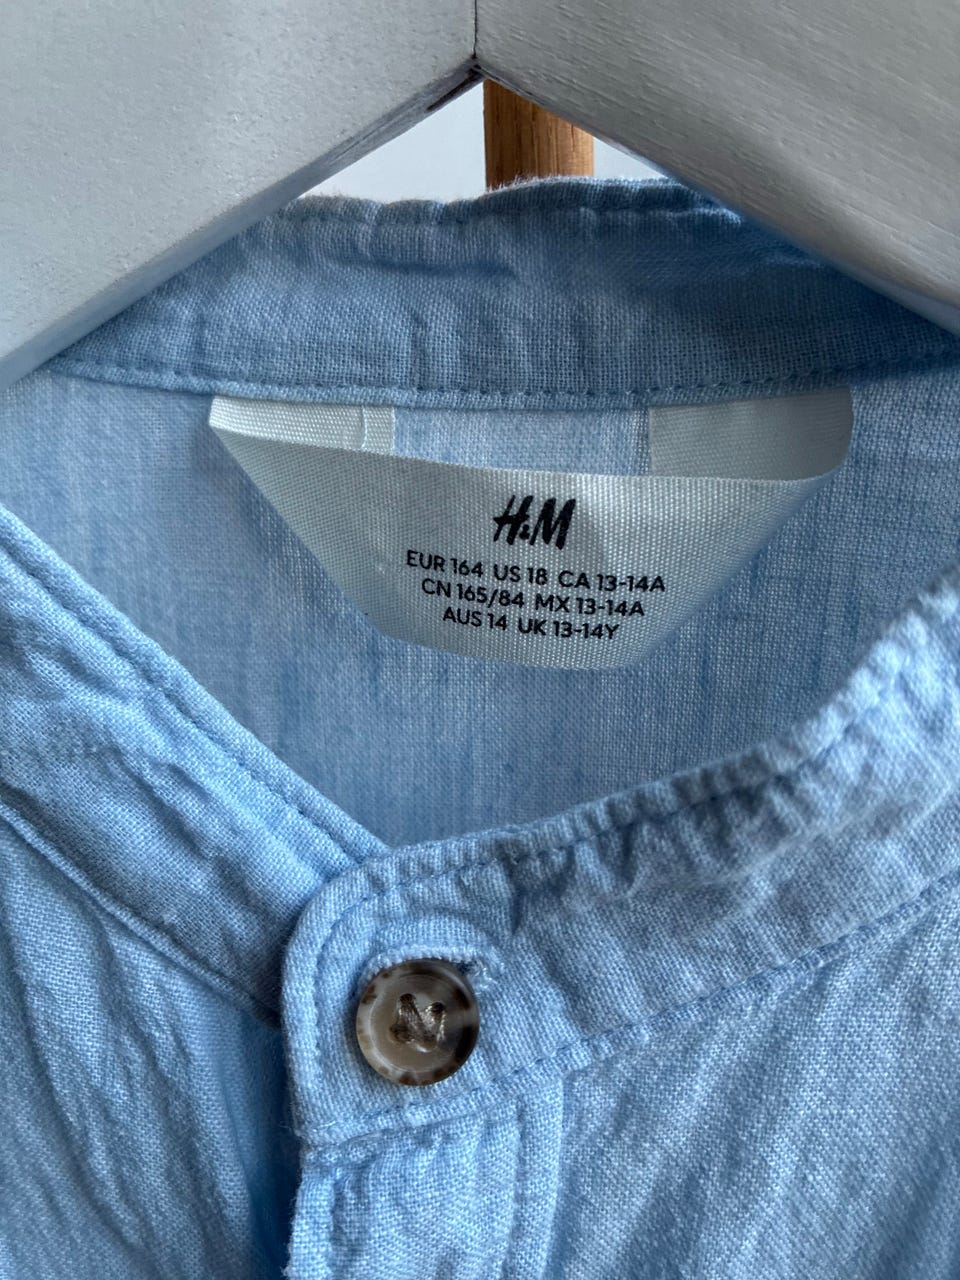 H&M
EUR 164 US 18 CA 13-14A
CN 165/84 MX 13-14A
AUS 14 UK 13-14Y